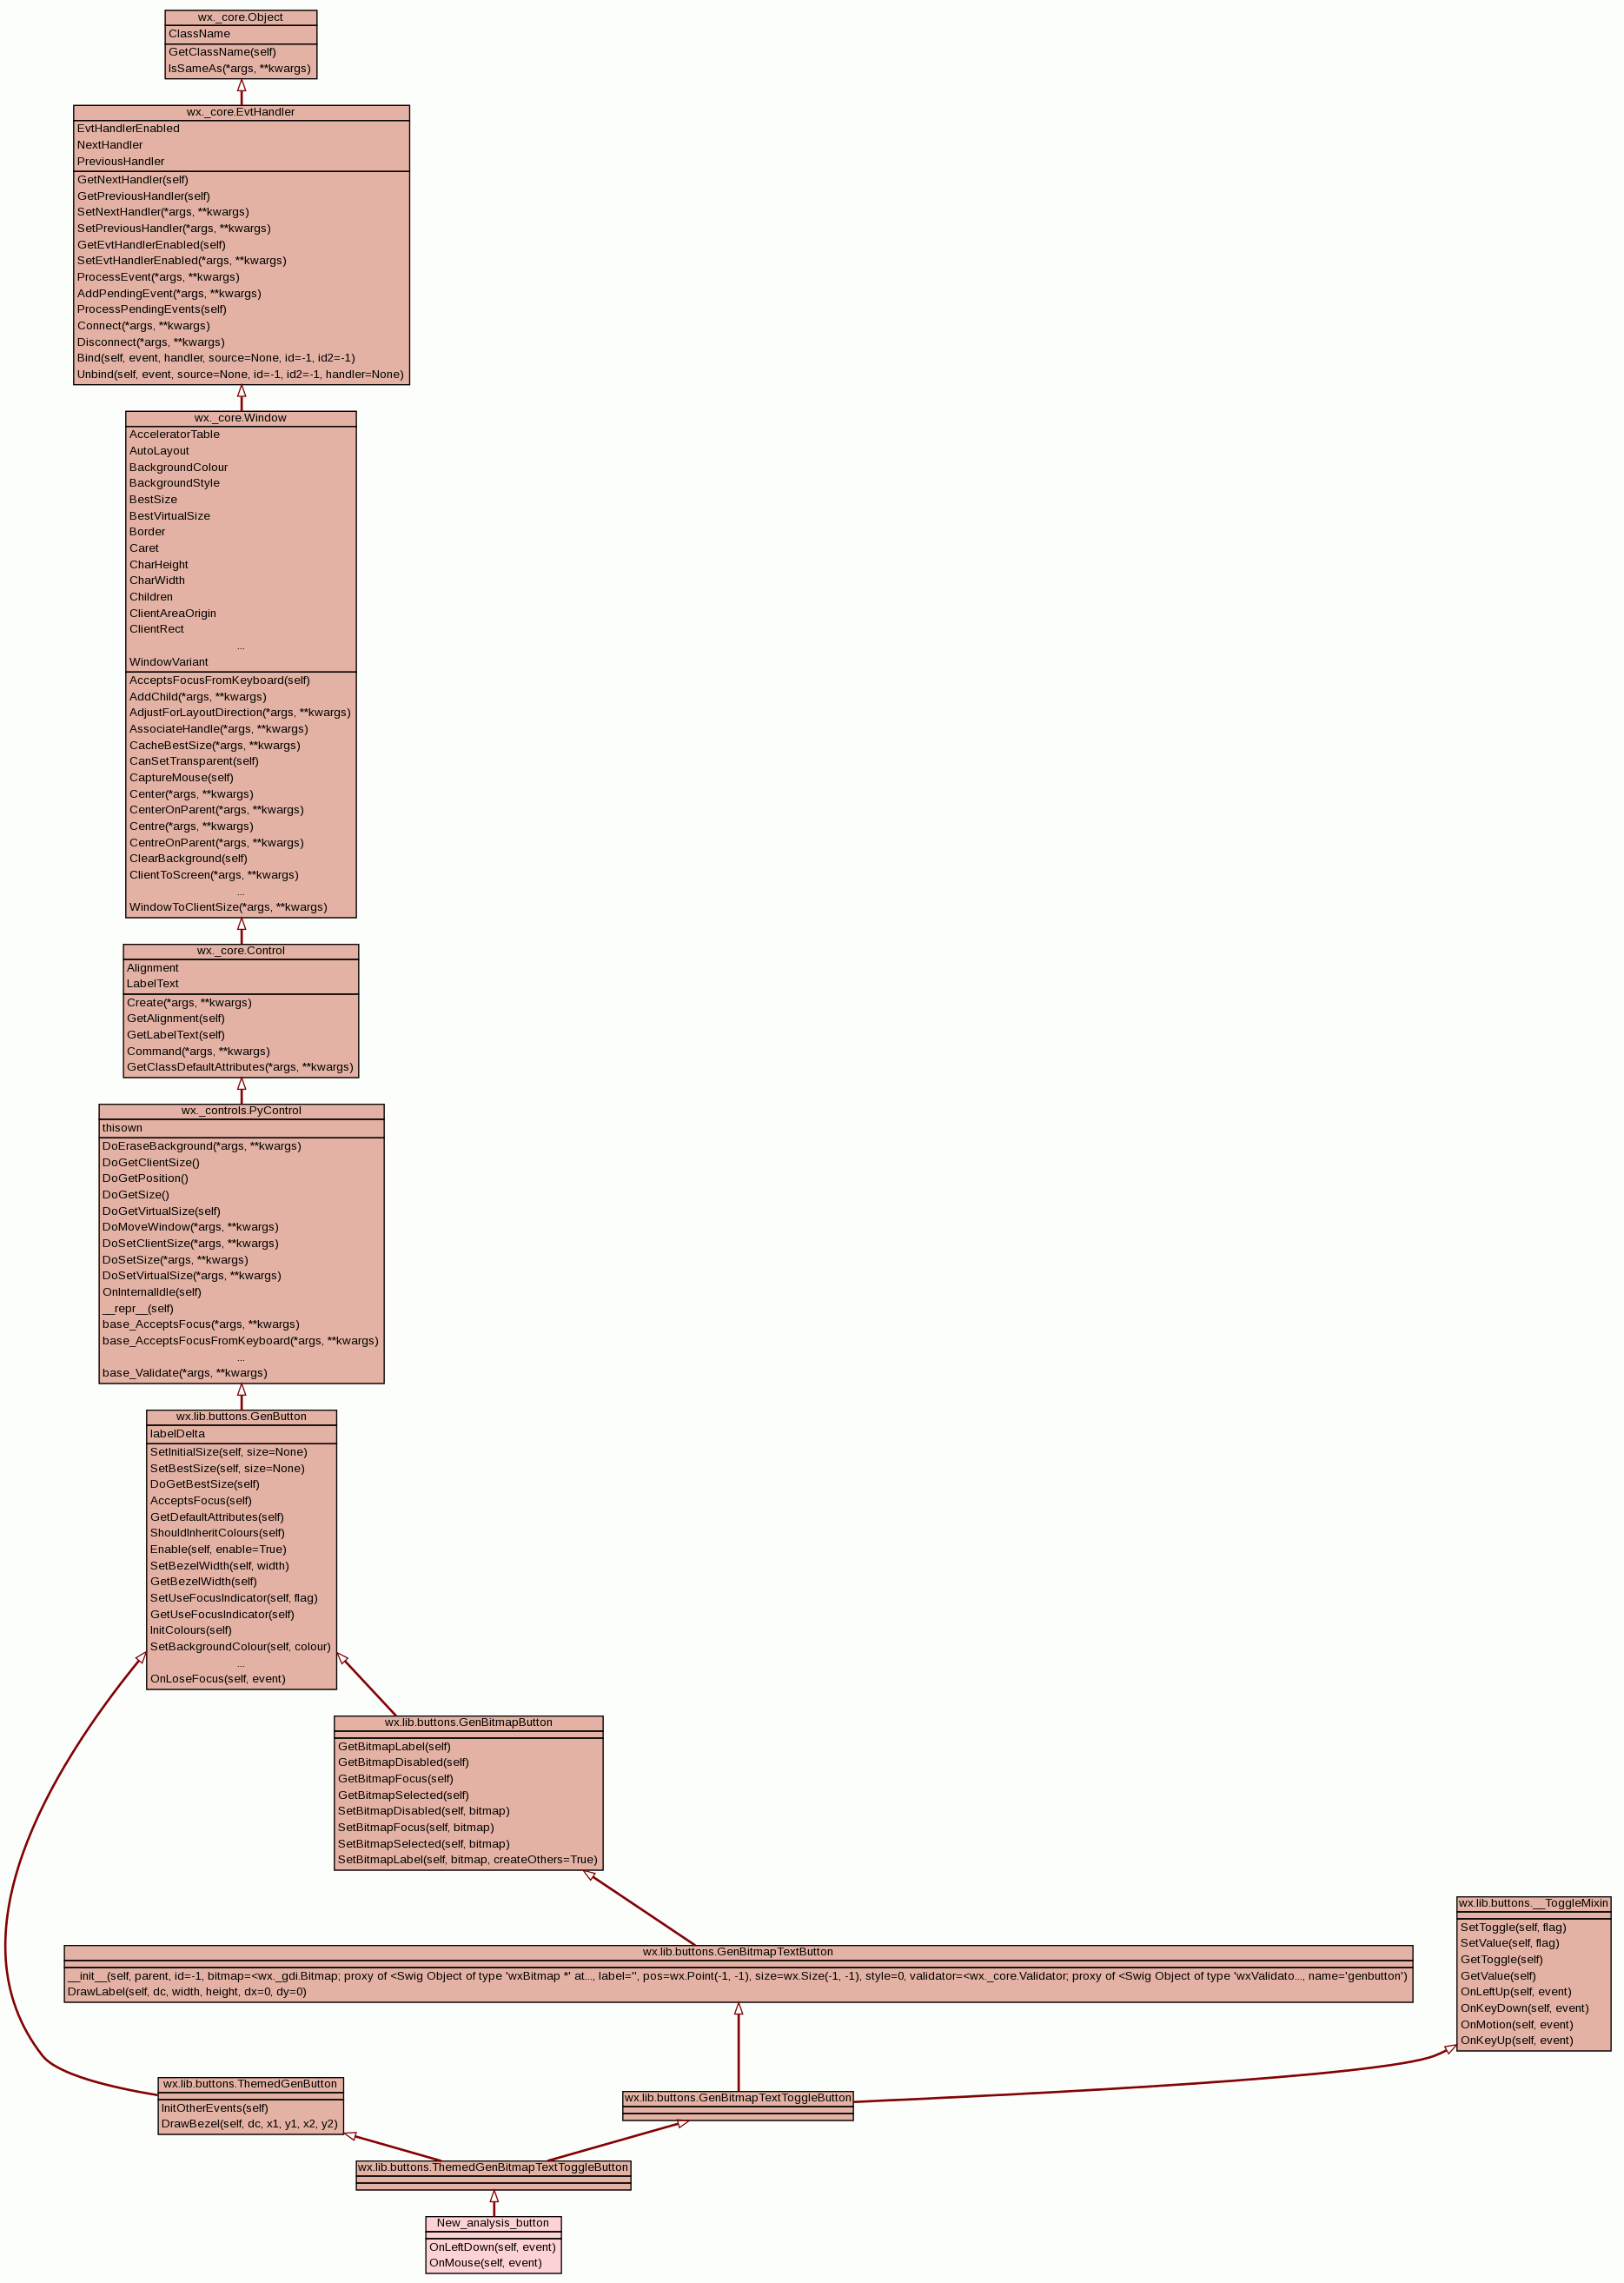 wx._core.Object
ClassName
GetClassName(self)
IsSameAs(*args, **kwargs)
wx._core.EvtHandler
EvtHandlerEnabled
NextHandler
PreviousHandler
GetNextHandler(self)
GetPreviousHandler(self)
SetNextHandler(*args, **kwargs)
SetPreviousHandler(*args, **kwargs)
GetEvtHandlerEnabled(self)
SetEvtHandlerEnabled(*args, **kwargs)
ProcessEvent(*args, **kwargs)
AddPendingEvent(*args, **kwargs)
ProcessPendingEvents(self)
Connect(*args, **kwargs)
Disconnect(*args, **kwargs)
Bind(self, event, handler, source=None, id=-1, id2=-1)
Unbind(self, event, source=None, id=-1, id2=-1, handler=None)
wx._core.Window
AcceleratorTable
AutoLayout
BackgroundColour
BackgroundStyle
BestSize
BestVirtualSize
Border
Caret
CharHeight
CharWidth
Children
ClientAreaOrigin
ClientRect
...
WindowVariant
AcceptsFocusFromKeyboard(self)
AddChild(*args, **kwargs)
AdjustForLayoutDirection(*args, **kwargs)
AssociateHandle(*args, **kwargs)
CacheBestSize(*args, **kwargs)
CanSetTransparent(self)
CaptureMouse(self)
Center(*args, **kwargs)
CenterOnParent(*args, **kwargs)
Centre(*args, **kwargs)
CentreOnParent(*args, **kwargs)
ClearBackground(self)
ClientToScreen(*args, **kwargs)
...
WindowToClientSize(*args, **kwargs)
wx._core.Control
Alignment
LabelText
Create(*args, **kwargs)
GetAlignment(self)
GetLabelText(self)
Command(*args, **kwargs)
GetClassDefaultAttributes(*args, **kwargs)
wx._controls.PyControl
thisown
DoEraseBackground(*args, **kwargs)
DoGetClientSize()
DoGetPosition()
DoGetSize()
DoGetVirtualSize(self)
DoMoveWindow(*args, **kwargs)
DoSetClientSize(*args, **kwargs)
DoSetSize(*args, **kwargs)
DoSetVirtualSize(*args, **kwargs)
OnInternalIdle(self)
__repr__(self)
base_AcceptsFocus(*args, **kwargs)
base_AcceptsFocusFromKeyboard(*args, **kwargs)
...
base_Validate(*args, **kwargs)
wx.lib.buttons.GenButton
labelDelta
SetInitialSize(self, size=None)
SetBestSize(self, size=None)
DoGetBestSize(self)
AcceptsFocus(self)
GetDefaultAttributes(self)
ShouldInheritColours(self)
Enable(self, enable=True)
SetBezelWidth(self, width)
GetBezelWidth(self)
SetUseFocusIndicator(self, flag)
GetUseFocusIndicator(self)
InitColours(self)
SetBackgroundColour(self, colour)
...
OnLoseFocus(self, event)
wx.lib.buttons.GenBitmapButton
GetBitmapLabel(self)
GetBitmapDisabled(self)
GetBitmapFocus(self)
GetBitmapSelected(self)
SetBitmapDisabled(self, bitmap)
SetBitmapFocus(self, bitmap)
SetBitmapSelected(self, bitmap)
SetBitmapLabel(self, bitmap, createOthers=True)
wx.lib.buttons.__ToggleMixin
SetToggle(self, flag)
SetValue(self, flag)
GetToggle(self)
GetValue(self)
OnLeftUp(self, event)
OnKeyDown(self, event)
OnMotion(self, event)
OnKeyUp(self, event)
wx.lib.buttons.GenBitmapTextButton
__init__(self, parent, id=-1, bitmap=<wx._gdi.Bitmap; proxy of <Swig Object of type 'wxBitmap *' at..., label='', pos=wx.Point(-1, -1), size=wx.Size(-1, -1), style=0, validator=<wx._core.Validator; proxy of <Swig Object of type 'wxValidato..., name='genbutton')
DrawLabel(self, dc, width, height, dx=0, dy=0)
wx.lib.buttons.ThemedGenButton
InitOtherEvents(self)
DrawBezel(self, dc, x1, y1, x2, y2)
wx.lib.buttons.GenBitmapTextToggleButton
wx.lib.buttons.ThemedGenBitmapTextToggleButton
New_analysis_button
OnLeftDown(self, event)
OnMouse(self, event)